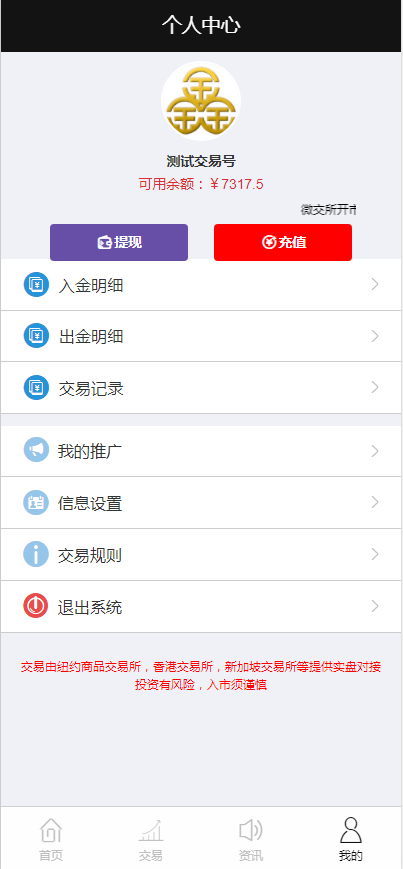 个人中心
测试交易号
可用余额：￥7317.5
微交所开市
提现
充值
入金明细
出金明细
交易记录
我的推广
信息设置
交易规则
退出系统
交易由纽约商品交易所，香港交易所，新加坡交易所等提供实盘对接
投资有风险，入市须谨慎
首页
交易
资讯
我的